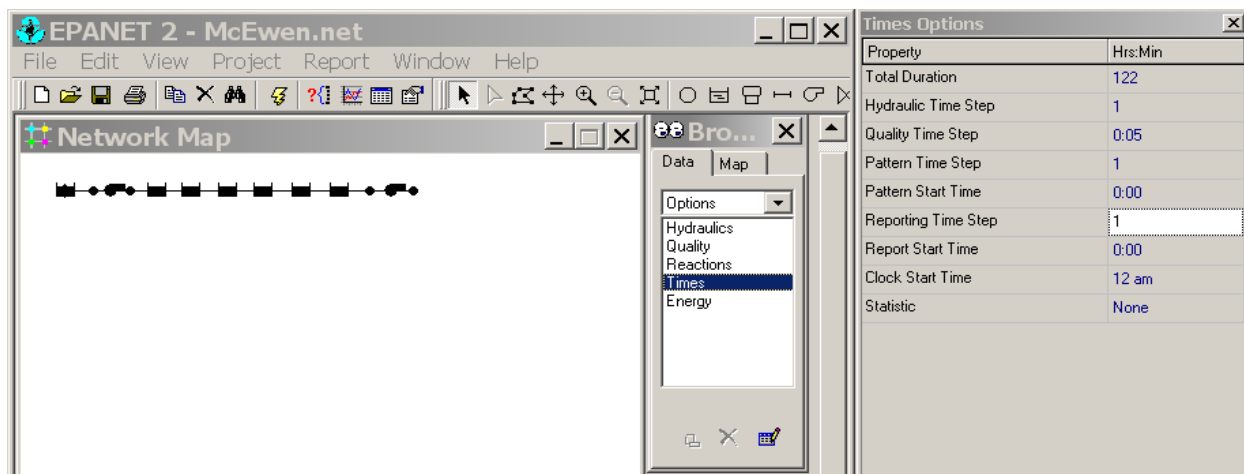 EPANET 2 - McEwen.net
File Edit View Project Report Window Help
Network Map
Bro...
Data Map
Options
Hydraulics
Quality
Reactions
Times
Energy
Times Options
Property Hrs:Min
Total Duration 122
Hydraulic Time Step 1
Quality Time Step 0:05
Pattern Time Step 1
Pattern Start Time 0:00
Reporting Time Step 1
Report Start Time 0:00
Clock Start Time 12 am
Statistic None